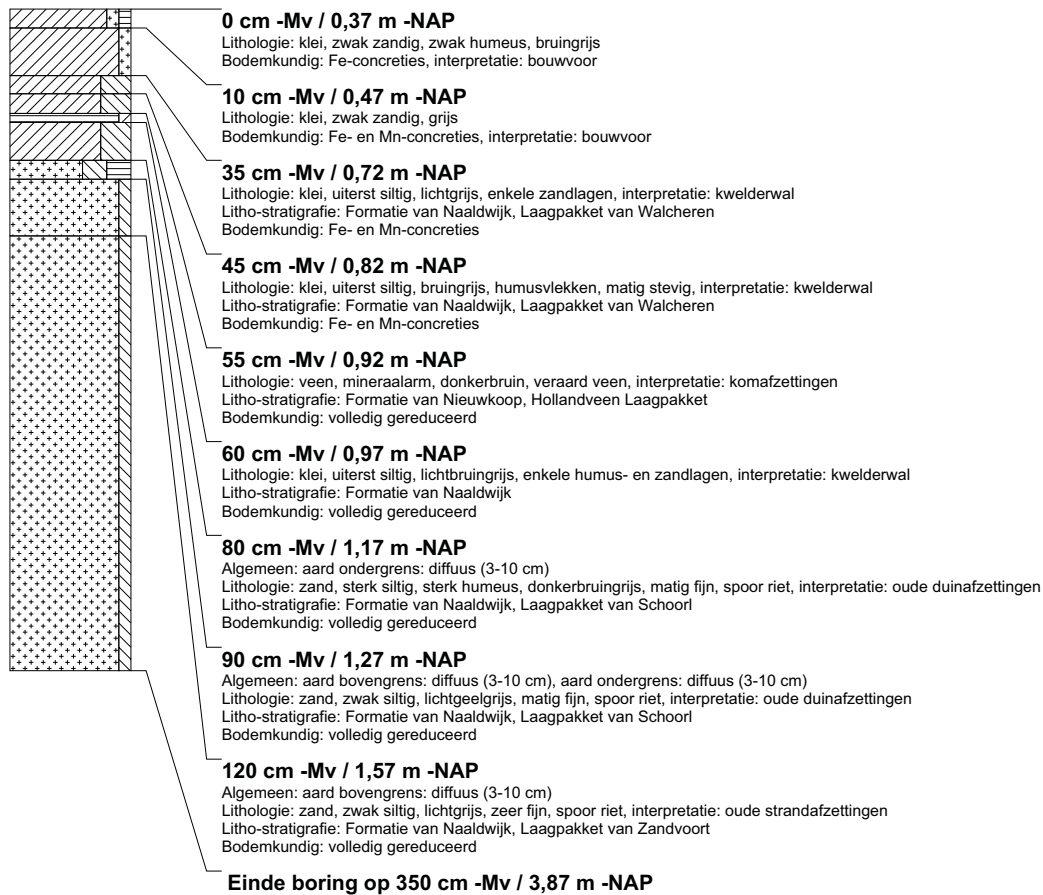 0 cm -Mv / 0,37 m -NAP
Lithologie: klei, zwak zandig, zwak humeus, bruingrijs
Bodemkundig: Fe-concreties, interpretatie: bouwvoor
10 cm -Mv / 0,47 m -NAP
Lithologie: klei, zwak zandig, grijs
Bodemkundig: Fe- en Mn-concreties, interpretatie: bouwvoor
35 cm -Mv / 0,72 m -NAP
Lithologie: klei, uiterst siltig, lichtgrijs, enkele zandlagen, interpretatie: kwelderwal
Litho-stratigrafie: Formatie van Naaldwijk, Laagpakket van Walcheren
Bodemkundig: Fe- en Mn-concreties
45 cm -Mv / 0,82 m -NAP
Lithologie: klei, uiterst siltig, bruingrijs, humusvlekken, matig stevig, interpretatie: kwelderwal
Litho-stratigrafie: Formatie van Naaldwijk, Laagpakket van Walcheren
Bodemkundig: Fe- en Mn-concreties
55 cm -Mv / 0,92 m -NAP
Lithologie: veen, mineraalarm, donkerbruin, veraard veen, interpretatie: komafzettingen
Litho-stratigrafie: Formatie van Nieuwkoop, Hollandveen Laagpakket
Bodemkundig: volledig gereduceerd
60 cm -Mv / 0,97 m -NAP
Lithologie: klei, uiterst siltig, lichtbruingrijs, enkele humus- en zandlagen, interpretatie: kwelderwal
Litho-stratigrafie: Formatie van Naaldwijk
Bodemkundig: volledig gereduceerd
80 cm -Mv / 1,17 m -NAP
Algemeen: aard ondergrens: diffuus (3-10 cm)
Lithologie: zand, sterk siltig, sterk humeus, donkerbruingrijs, matig fijn, spoor riet, interpretatie: oude duinafzettingen
Litho-stratigrafie: Formatie van Naaldwijk, Laagpakket van Schoorl
Bodemkundig: volledig gereduceerd
90 cm -Mv / 1,27 m -NAP
Algemeen: aard bovengrens: diffuus (3-10 cm), aard ondergrens: diffuus (3-10 cm)
Lithologie: zand, zwak siltig, lichtgeelgrijs, matig fijn, spoor riet, interpretatie: oude duinafzettingen
Litho-stratigrafie: Formatie van Naaldwijk, Laagpakket van Schoorl
Bodemkundig: volledig gereduceerd
120 cm -Mv / 1,57 m -NAP
Algemeen: aard bovengrens: diffuus (3-10 cm)
Lithologie: zand, zwak siltig, lichtgrijs, zeer fijn, spoor riet, interpretatie: oude strandafzettingen
Litho-stratigrafie: Formatie van Naaldwijk, Laagpakket van Zandvoort
Bodemkundig: volledig gereduceerd
Einde boring op 350 cm -Mv / 3,87 m -NAP